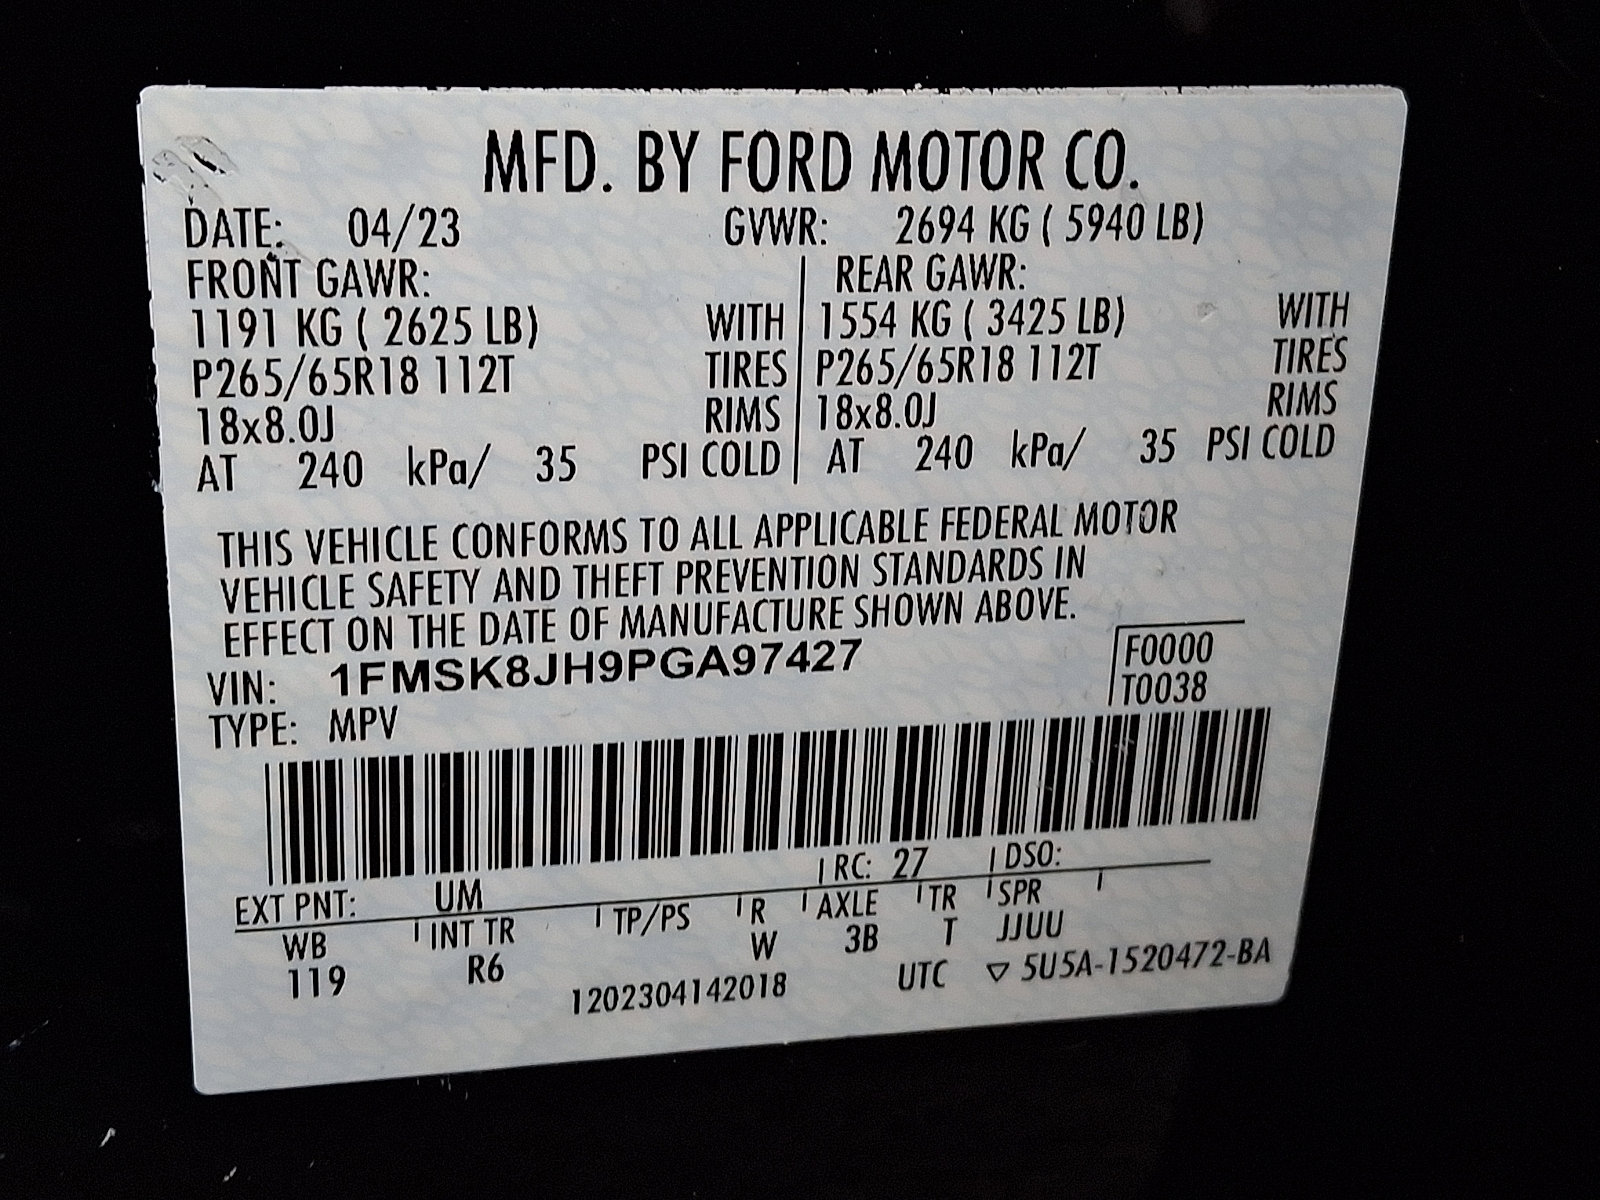 MFD. BY FORD MOTOR CO.
DATE: 04/23 GVWR: 2694 KG ( 5940 LB)
FRONT GAWR: REAR GAWR:
1191 KG ( 2625 LB) WITH 1554 KG ( 3425 LB) WITH
P265/65R18 112T TIRES P265/65R18 112T TIRES
18x8.0J RIMS 18x8.0J RIMS
AT 240 kPa/ 35 PSI COLD AT 240 kPa/ 35 PSI COLD
THIS VEHICLE CONFORMS TO ALL APPLICABLE FEDERAL MOTOR
VEHICLE SAFETY AND THEFT PREVENTION STANDARDS IN
EFFECT ON THE DATE OF MANUFACTURE SHOWN ABOVE.
VIN: 1FMSK8JH9PGA97427 F0000
TYPE: MPV T0038
EXT PNT: UM RC: 27 DSO:
WB INT TR TP/PS R AXLE TR SPR
119 R6 W 3B T JJUU
1202304142018 UTC ▽ 5U5A-1520472-BA